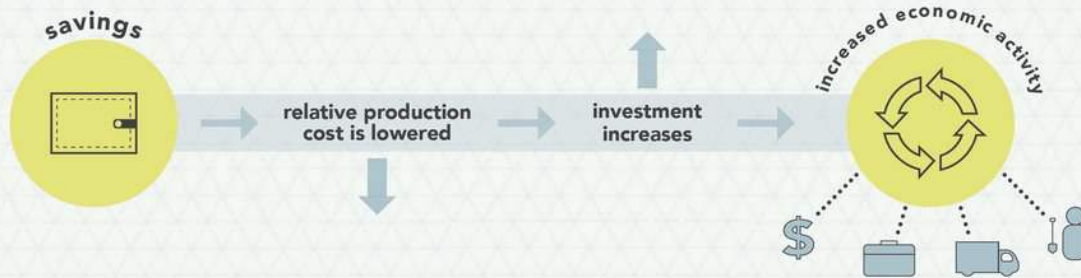 savings
relative production
cost is lowered
investment
increases
increased economic activity
$